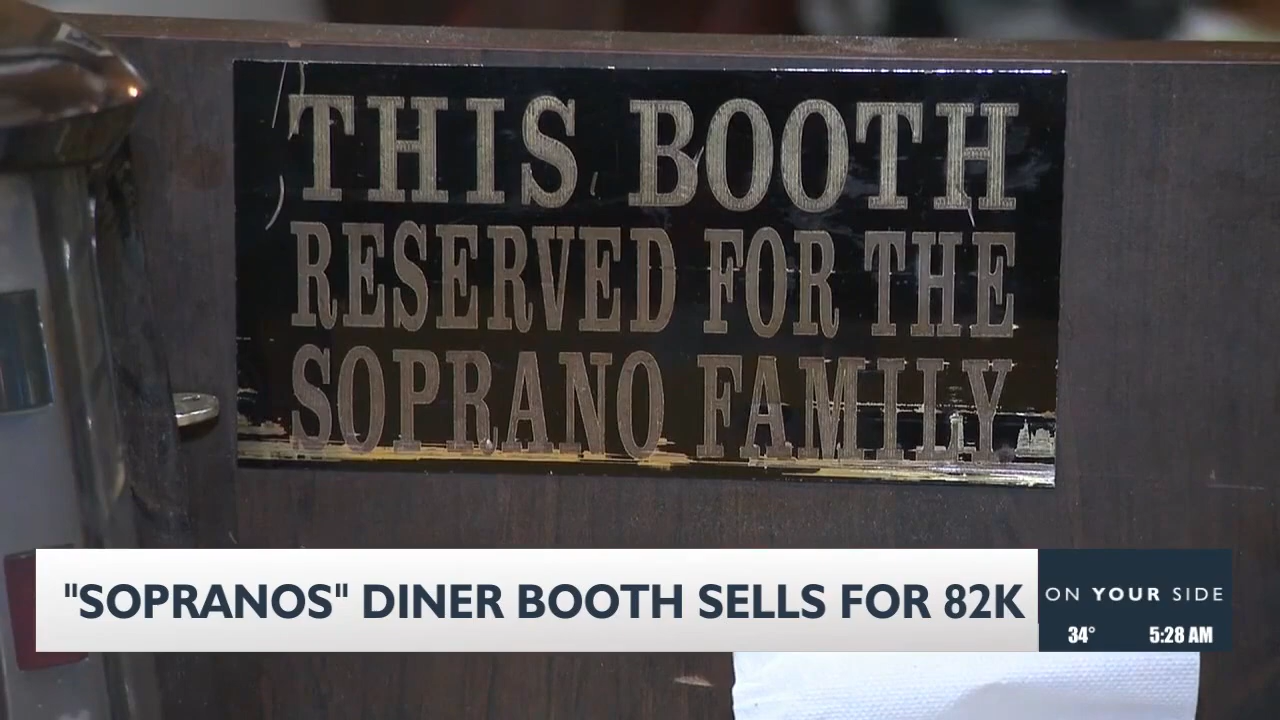 THIS BOOTH
RESERVED FOR THE
SOPRANO FAMILY
"SOPRANOS" DINER BOOTH SELLS FOR 82K
ON YOUR SIDE
34° 5:28 AM